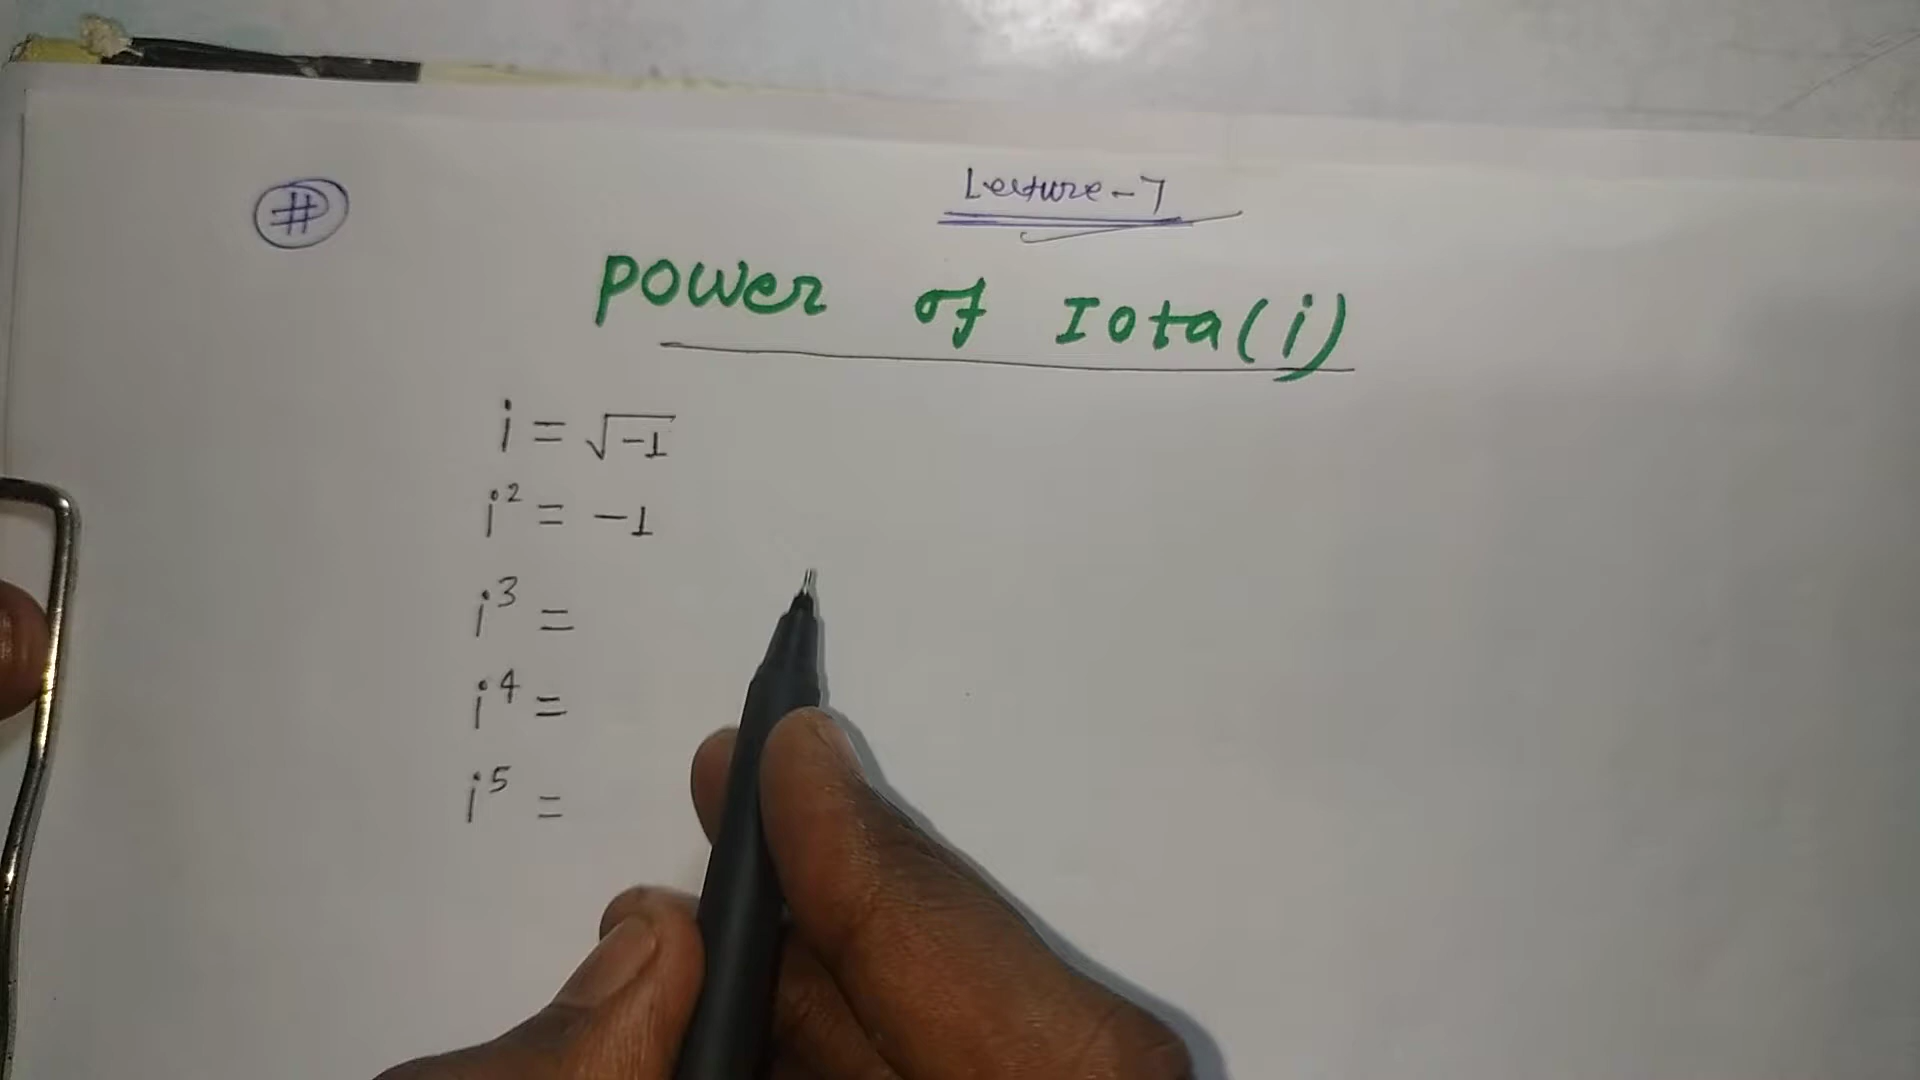 #
Lecture-7
Power of Iota(i)
i = √-1
i² = -1
i³ =
i⁴ =
i⁵ =